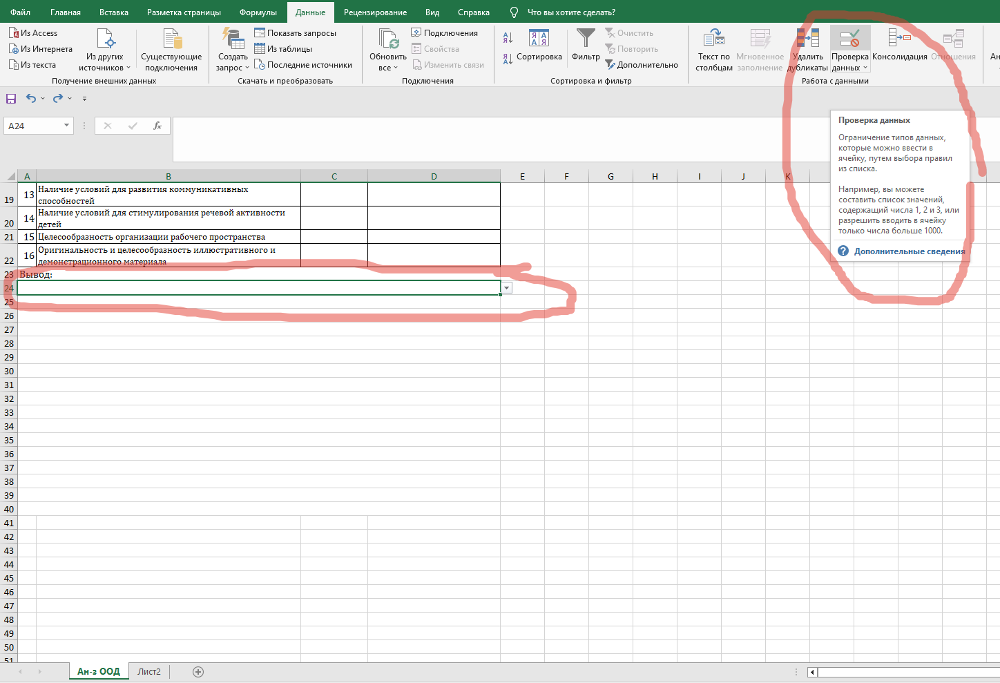 Файл Главная Вставка Разметка страницы Формулы Данные Рецензирование Вид Справка Что вы хотите сделать?
Из Access
Из Интернета
Из текста
Из других
источников
Существующие
подключения
Получение внешних данных
Создать
запрос
Показать запросы
Из таблицы
Последние источники
Скачать и преобразовать
Обновить
все
Подключения
Свойства
Изменить связи
Подключения
Сортировка
Фильтр
Очистить
Повторить
Дополнительно
Сортировка и фильтр
Текст по
столбцам
Мгновенное
заполнение
Удалить
дубликаты
Проверка
данных
Консолидация
Отношения
Работа с данными
Ан
A24
fx
Проверка данных
Ограничение типов данных,
которые можно ввести в
ячейку, путем выбора правил
из списка.
Например, вы можете
составить список значений,
содержащий числа 1, 2 и 3, или
разрешить вводить в ячейку
только числа больше 1000.
Дополнительные сведения
A B C D E F G H I J K
19 13 Наличие условий для развития коммуникативных
способностей
20 14 Наличие условий для стимулирования речевой активности
детей
21 15 Целесообразность организации рабочего пространства
22 16 Оригинальность и целесообразность иллюстративного и
демонстрационного материала
23 Вывод:
24
25
26
27
28
29
30
31
32
33
34
35
36
37
38
39
40
41
42
43
44
45
46
47
48
49
50
51
Ан-з ООД Лист2